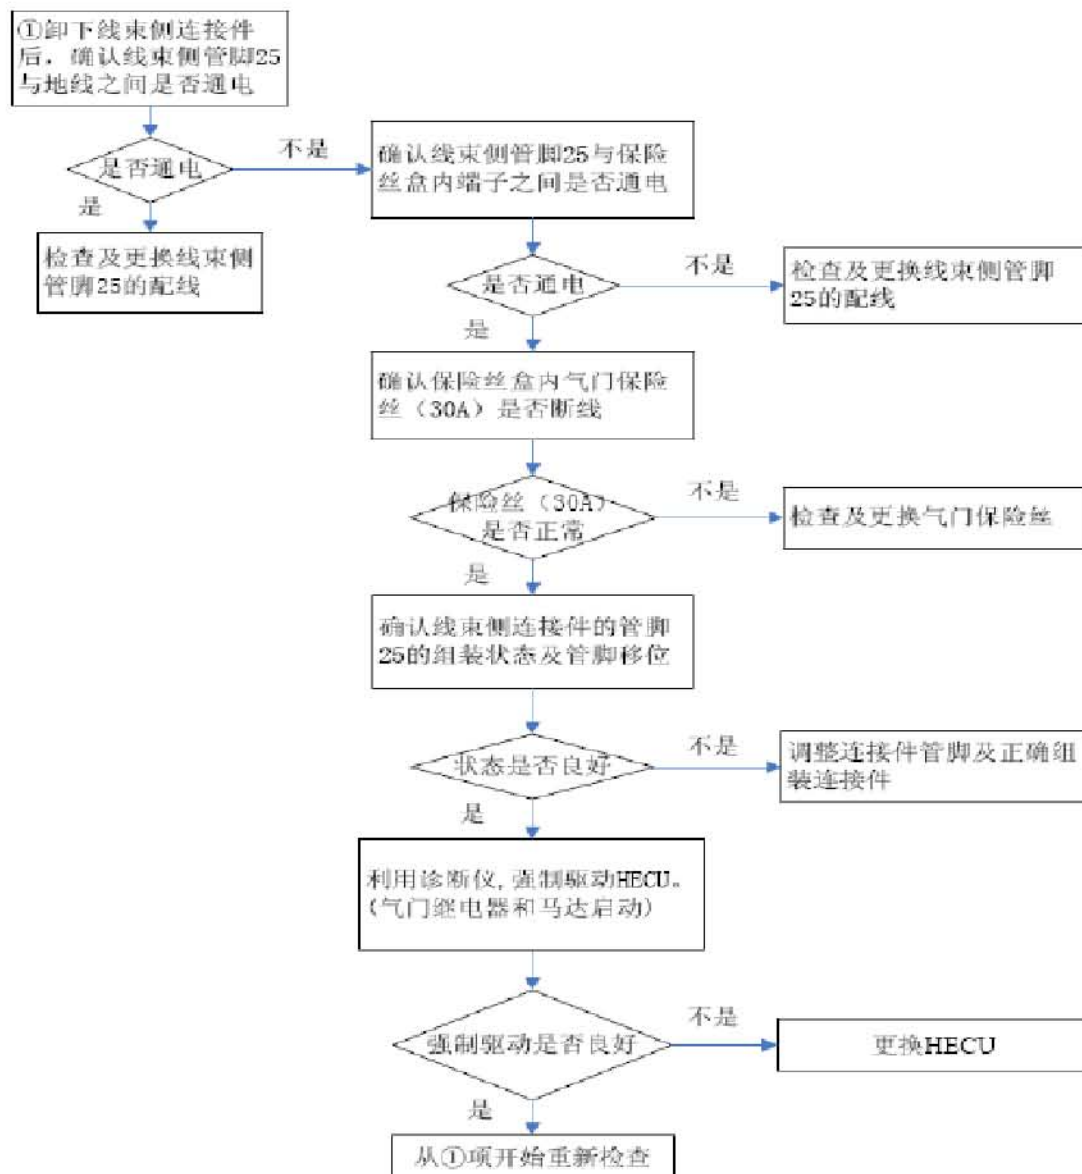 ①卸下线束侧连接件
后，确认线束侧管脚25
与地线之间是否通电
是否通电
不是
是
确认线束侧管脚25与保险
丝盒内端子之间是否通电
检查及更换线束侧
管脚25的配线
是否通电
不是
是
检查及更换线束侧管脚
25的配线
确认保险丝盒内气门保险
丝（30A）是否断线
保险丝（30A）
是否正常
不是
是
检查及更换气门保险丝
确认线束侧连接件的管脚
25的组装状态及管脚移位
状态是否良好
不是
是
调整连接件管脚及正确组
装连接件
利用诊断仪,强制驱动HECU。
(气门继电器和马达启动)
强制驱动是否良好
不是
是
更换HECU
从①项开始重新检查